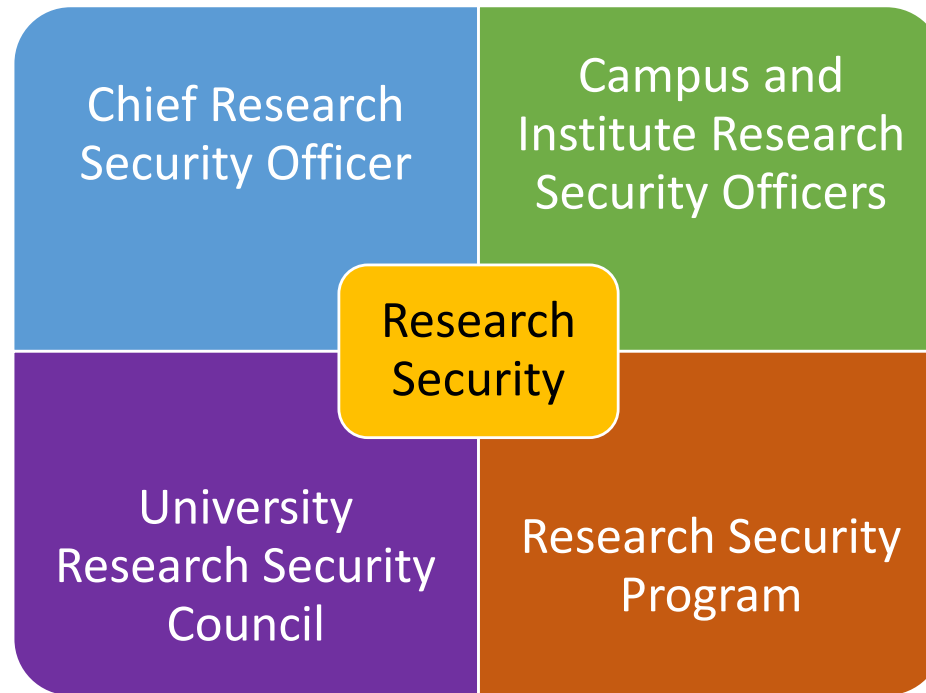 Chief Research
Security Officer
Campus and
Institute Research
Security Officers
Research
Security
University
Research Security
Council
Research Security
Program